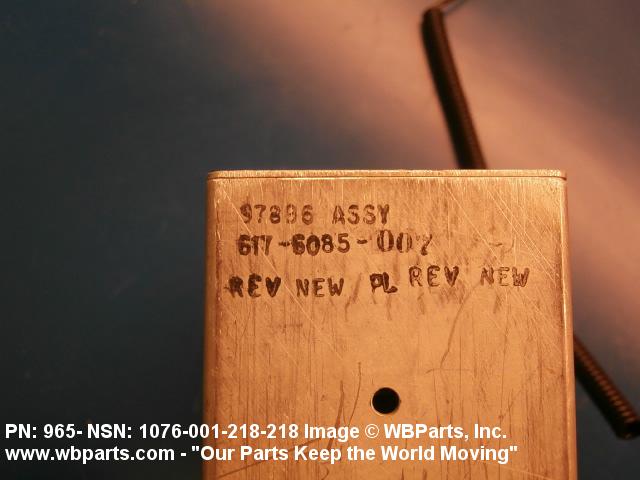 97896 ASSY
617-6085-007
REV NEW PL REV NEW
PN: 965- NSN: 1076-001-218-218 Image © WBParts, Inc.
www.wbparts.com - "Our Parts Keep the World Moving"